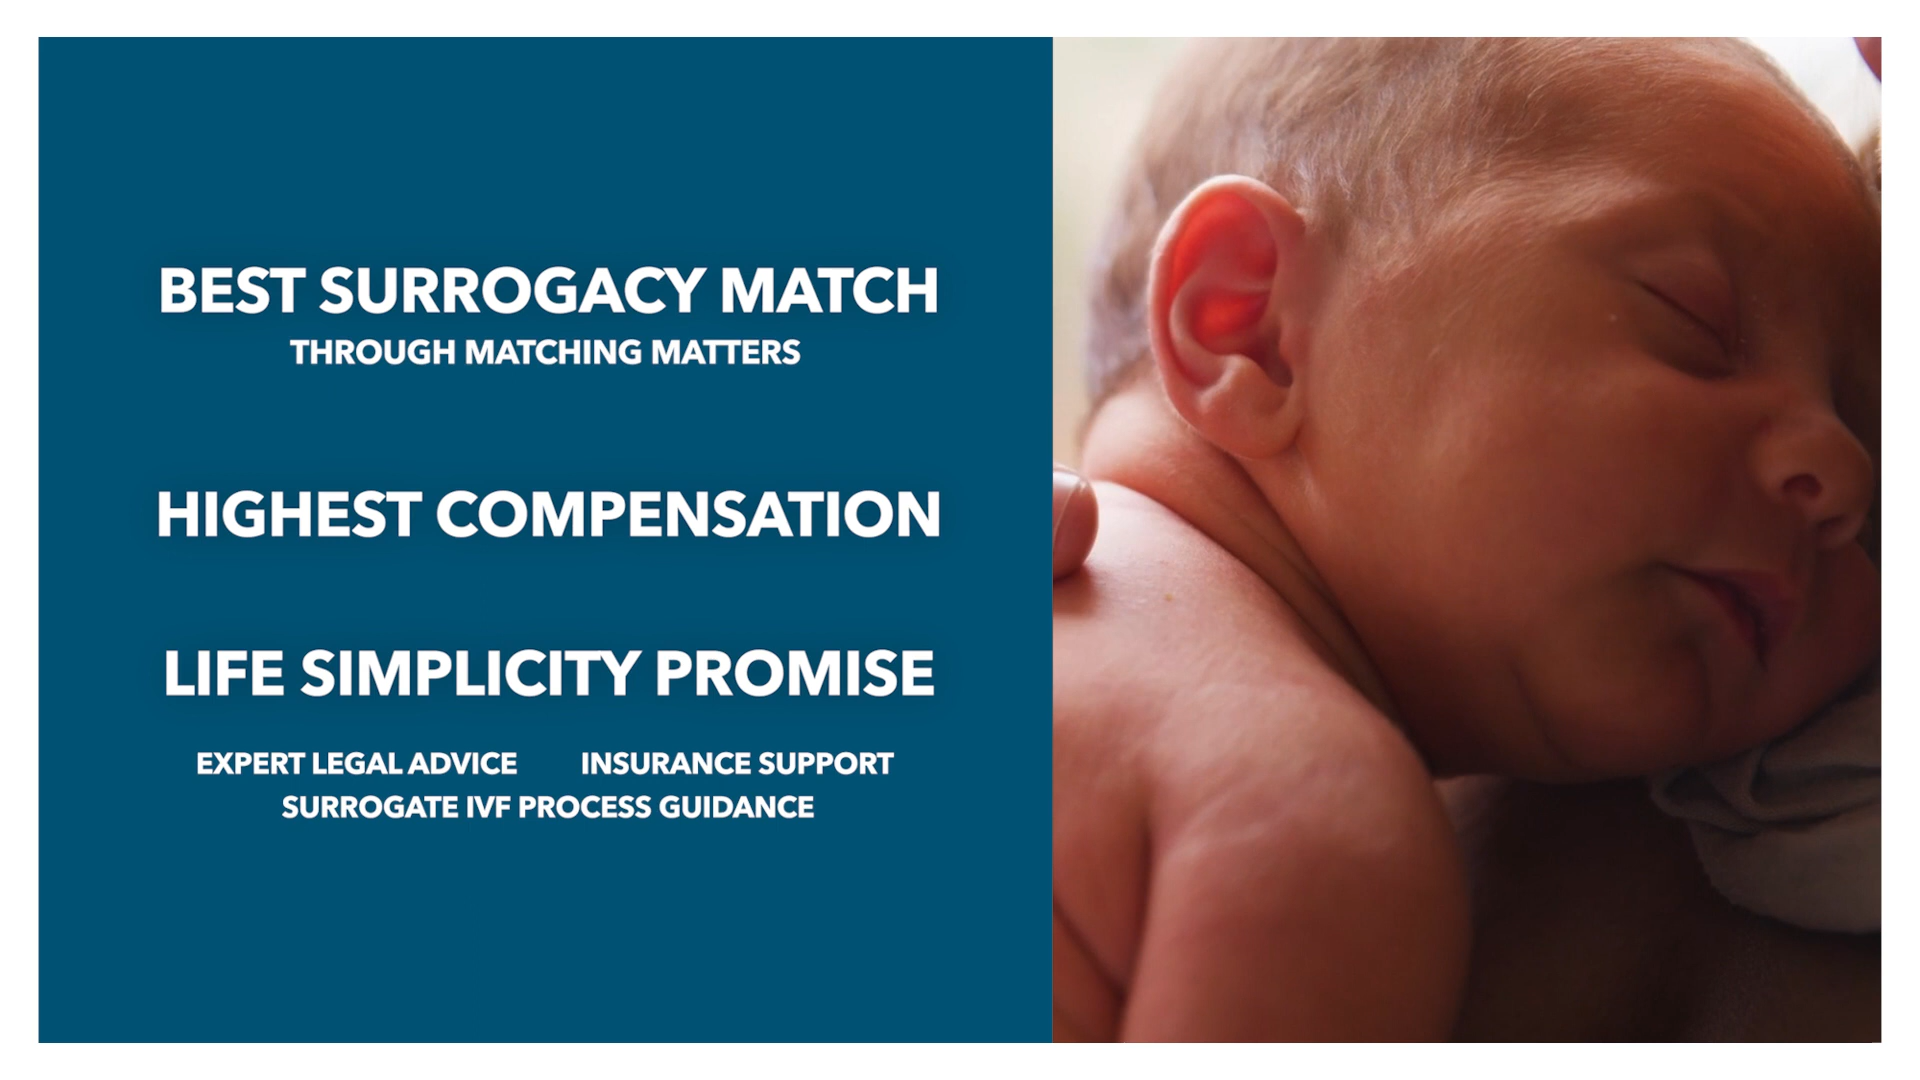 BEST SURROGACY MATCH
THROUGH MATCHING MATTERS
HIGHEST COMPENSATION
LIFE SIMPLICITY PROMISE
EXPERT LEGAL ADVICE INSURANCE SUPPORT
SURROGATE IVF PROCESS GUIDANCE